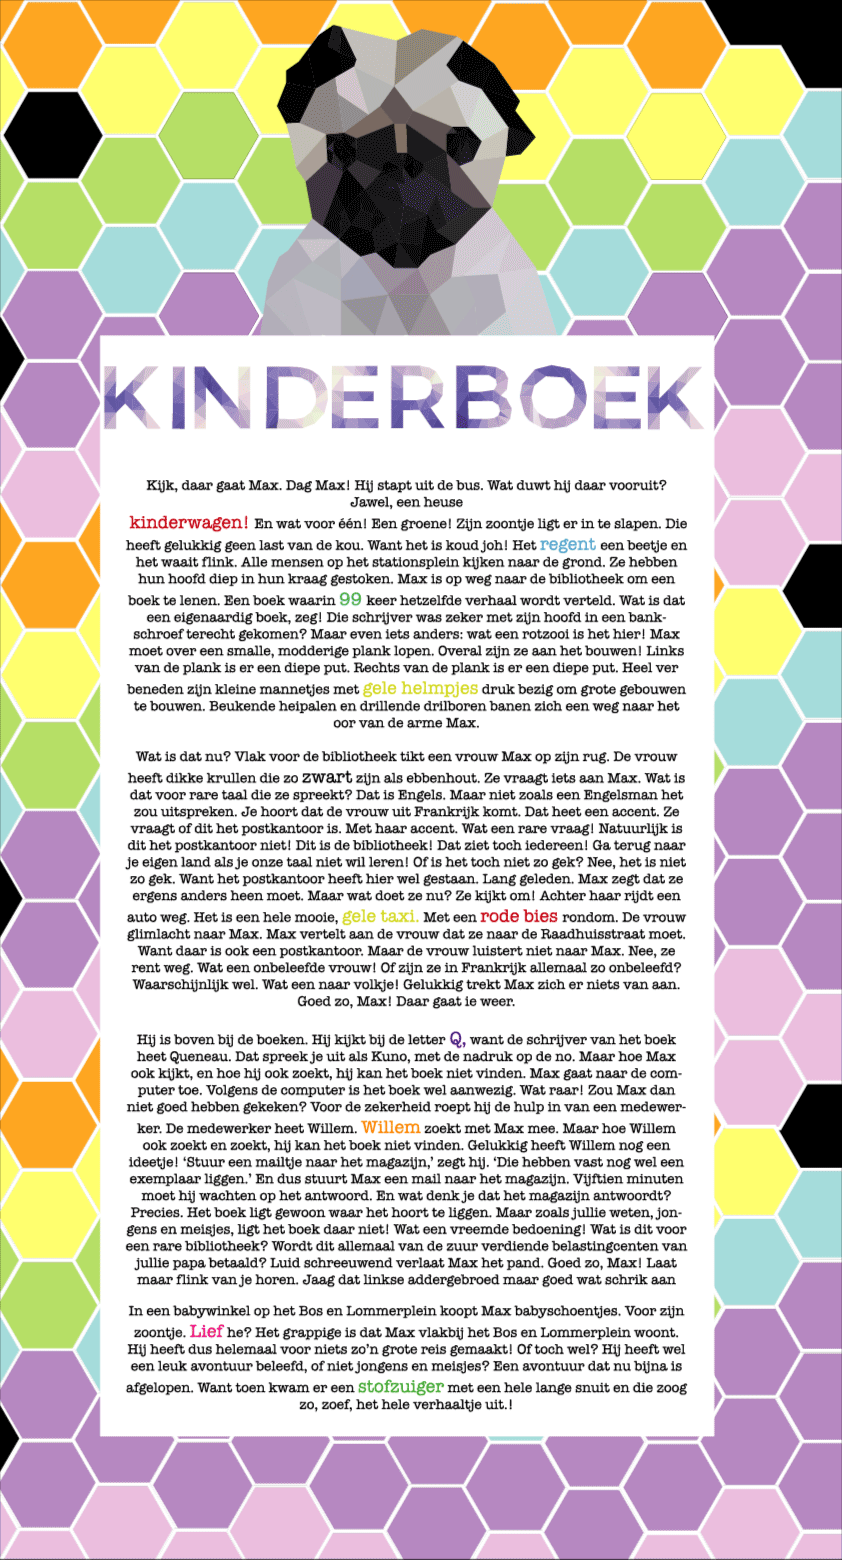 KINDERBOEK
Kijk, daar gaat Max. Dag Max! Hij stapt uit de bus. Wat duwt hij daar vooruit?
Jawel, een heuse
kinderwagen! En wat voor één! Een groene! Zijn zoontje ligt er in te slapen. Die
heeft gelukkig geen last van de kou. Want het is koud joh! Het regent een beetje en
het waait flink. Alle mensen op het stationsplein kijken naar de grond. Ze hebben
hun hoofd diep in hun kraag gestoken. Max is op weg naar de bibliotheek om een
boek te lenen. Een boek waarin 99 keer hetzelfde verhaal wordt verteld. Wat is dat
een eigenaardig boek, zeg! Die schrijver was zeker met zijn hoofd in een bank-
schroef terecht gekomen? Maar even iets anders: wat een rotzooi is het hier! Max
moet over een smalle, modderige plank lopen. Overal zijn ze aan het bouwen! Links
van de plank is er een diepe put. Rechts van de plank is er een diepe put. Heel ver
beneden zijn kleine mannetjes met gele helmpjes druk bezig om grote gebouwen
te bouwen. Beukende heipalen en drillende drilboren banen zich een weg naar het
oor van de arme Max.
Wat is dat nu? Vlak voor de bibliotheek tikt een vrouw Max op zijn rug. De vrouw
heeft dikke krullen die zo zwart zijn als ebbenhout. Ze vraagt iets aan Max. Wat is
dat voor rare taal die ze spreekt? Dat is Engels. Maar niet zoals een Engelsman het
zou uitspreken. Je hoort dat de vrouw uit Frankrijk komt. Dat heet een accent. Ze
vraagt of dit het postkantoor is. Met haar accent. Wat een rare vraag! Natuurlijk is
dit het postkantoor niet! Dit is de bibliotheek! Dat ziet toch iedereen! Ga terug naar
je eigen land als je onze taal niet wil leren! Of is het toch niet zo gek? Nee, het is niet
zo gek. Want het postkantoor heeft hier wel gestaan. Lang geleden. Max zegt dat ze
ergens anders heen moet. Maar wat doet ze nu? Ze kijkt om! Achter haar rijdt een
auto weg. Het is een hele mooie, gele taxi. Met een rode bies rondom. De vrouw
glimlacht naar Max. Max vertelt aan de vrouw dat ze naar de Raadhuisstraat moet.
Want daar is ook een postkantoor. Maar de vrouw luistert niet naar Max. Nee, ze
rent weg. Wat een onbeleefde vrouw! Of zijn ze in Frankrijk allemaal zo onbeleefd?
Waarschijnlijk wel. Wat een naar volkje! Gelukkig trekt Max zich er niets van aan.
Goed zo, Max! Daar gaat ie weer.
Hij is boven bij de boeken. Hij kijkt bij de letter Q, want de schrijver van het boek
heet Queneau. Dat spreek je uit als Kuno, met de nadruk op de no. Maar hoe Max
ook kijkt, en hoe hij ook zoekt, hij kan het boek niet vinden. Max gaat naar de com-
puter toe. Volgens de computer is het boek wel aanwezig. Wat raar! Zou Max dan
niet goed hebben gekeken? Voor de zekerheid roept hij de hulp in van een medewer-
ker. De medewerker heet Willem. Willem zoekt met Max mee. Maar hoe Willem
ook zoekt en zoekt, hij kan het boek niet vinden. Gelukkig heeft Willem nog een
ideetje! ‘Stuur een mailtje naar het magazijn,’ zegt hij. ‘Die hebben vast nog wel een
exemplaar liggen.’ En dus stuurt Max een mail naar het magazijn. Vijftien minuten
moet hij wachten op het antwoord. En wat denk je dat het magazijn antwoordt?
Precies. Het boek ligt gewoon waar het hoort te liggen. Maar zoals jullie weten, jon-
gens en meisjes, ligt het boek daar niet! Wat een vreemde bedoening! Wat is dit voor
een rare bibliotheek? Wordt dit allemaal van de zuur verdiende belastingcenten van
jullie papa betaald? Luid schreeuwend verlaat Max het pand. Goed zo, Max! Laat
maar flink van je horen. Jaag dat linkse addergebroed maar goed wat schrik aan
In een babywinkel op het Bos en Lommerplein koopt Max babyschoentjes. Voor zijn
zoontje. Lief he? Het grappige is dat Max vlakbij het Bos en Lommerplein woont.
Hij heeft dus helemaal voor niets zo’n grote reis gemaakt! Of toch wel? Hij heeft wel
een leuk avontuur beleefd, of niet jongens en meisjes? Een avontuur dat nu bijna is
afgelopen. Want toen kwam er een stofzuiger met een hele lange snuit en die zoog
zo, zoef, het hele verhaaltje uit.!